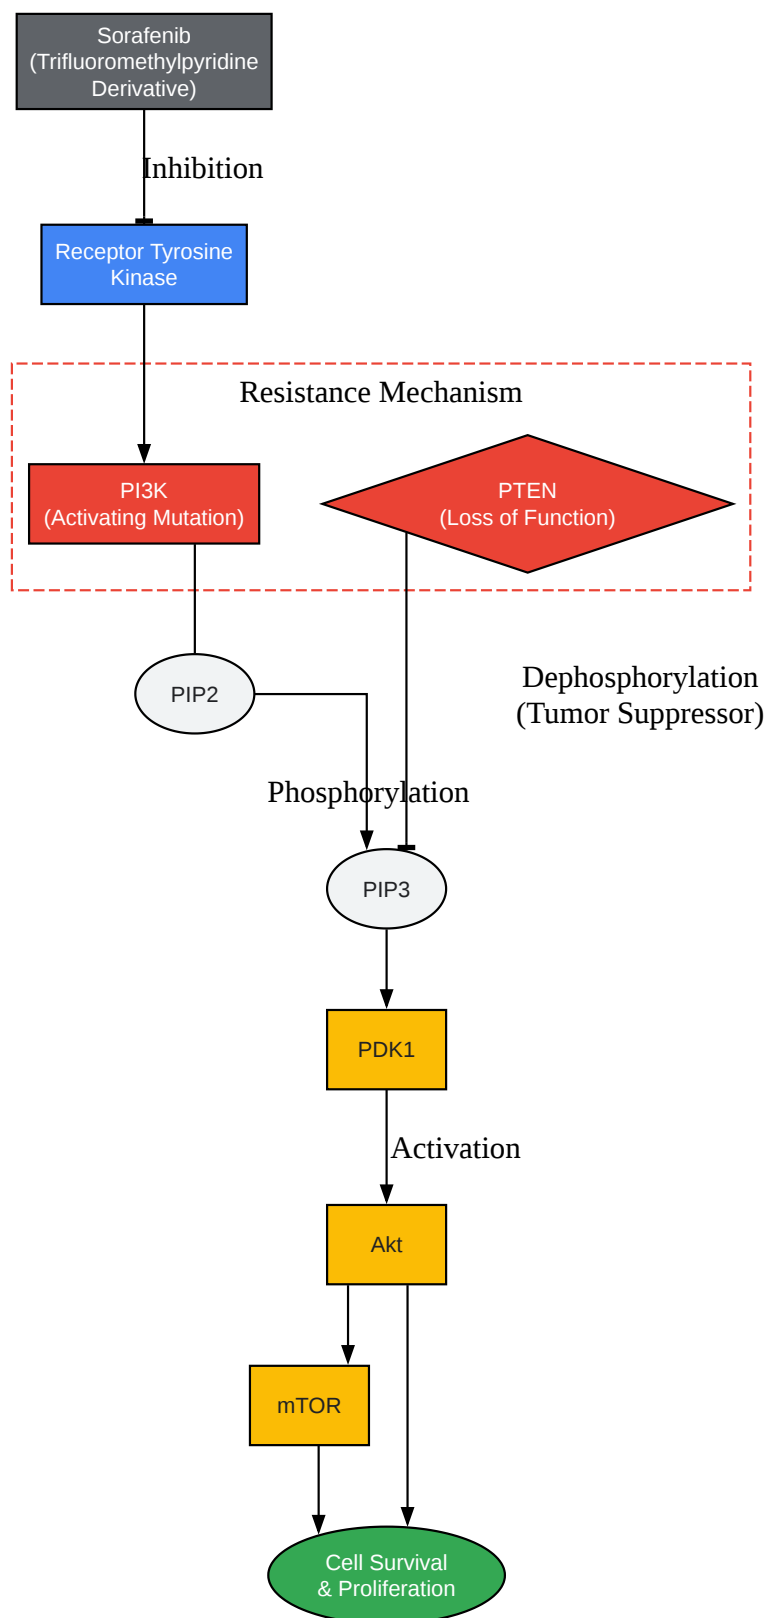 Sorafenib
(Trifluoromethylpyridine
Derivative)
Inhibition
Receptor Tyrosine
Kinase
Resistance Mechanism
PI3K
(Activating Mutation)
PTEN
(Loss of Function)
PIP2
Dephosphorylation
(Tumor Suppressor)
Phosphorylation
PIP3
PDK1
Activation
Akt
mTOR
Cell Survival
& Proliferation